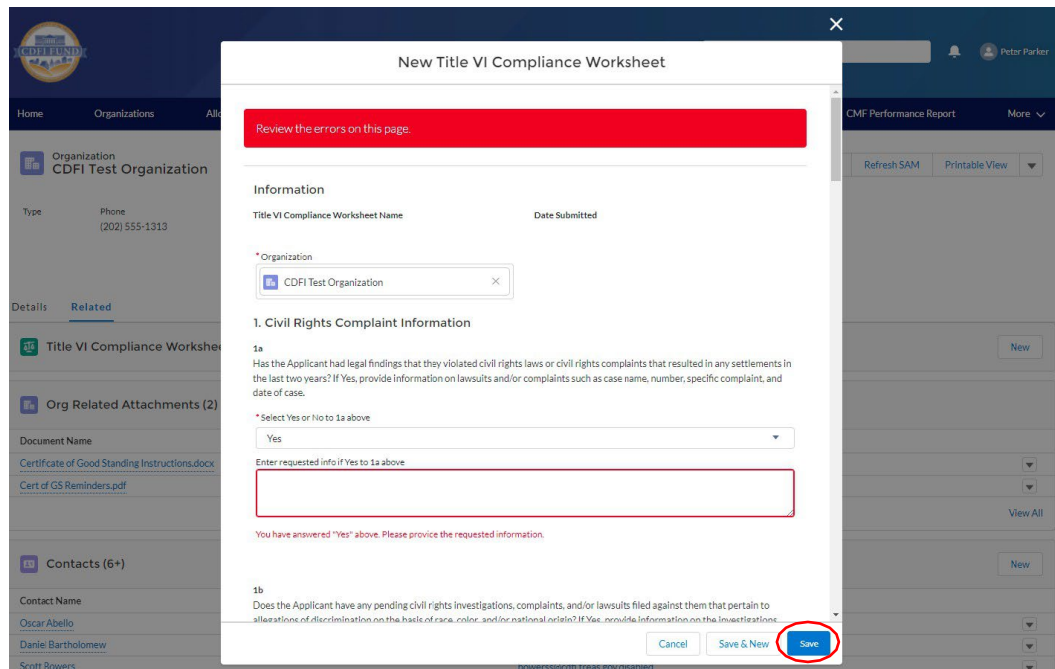 CDFI FUND
New Title VI Compliance Worksheet
Peter Parker
Home Organizations CMF Performance Report More
Review the errors on this page.
Organization
CDFI Test Organization
Refresh SAM Printable View
Type Phone
(202) 555-1313
Information
Title VI Compliance Worksheet Name Date Submitted
*Organization
CDFI Test Organization
Details Related
1. Civil Rights Complaint Information
Title VI Compliance Workshee New
1a
Has the Applicant had legal findings that they violated civil rights laws or civil rights complaints that resulted in any settlements in
the last two years? If Yes, provide information on lawsuits and/or complaints such as case name, number, specific complaint, and
date of case.
Org Related Attachments (2)
*Select Yes or No to 1a above
Yes
Document Name
Certificate of Good Standing Instructions.docx
Cert of GS Reminders.pdf
View All
Enter requested info if Yes to 1a above
You have answered "Yes" above. Please provice the requested information.
Contacts (6+) New
1b
Does the Applicant have any pending civil rights investigations, complaints, and/or lawsuits filed against them that pertain to
allegations of discrimination on the basis of race, color, and/or national origin? If Yes, provide information on the investigations
Contact Name
Oscar Abello
Daniel Bartholomew
Scott Bowers
Cancel Save & New Save